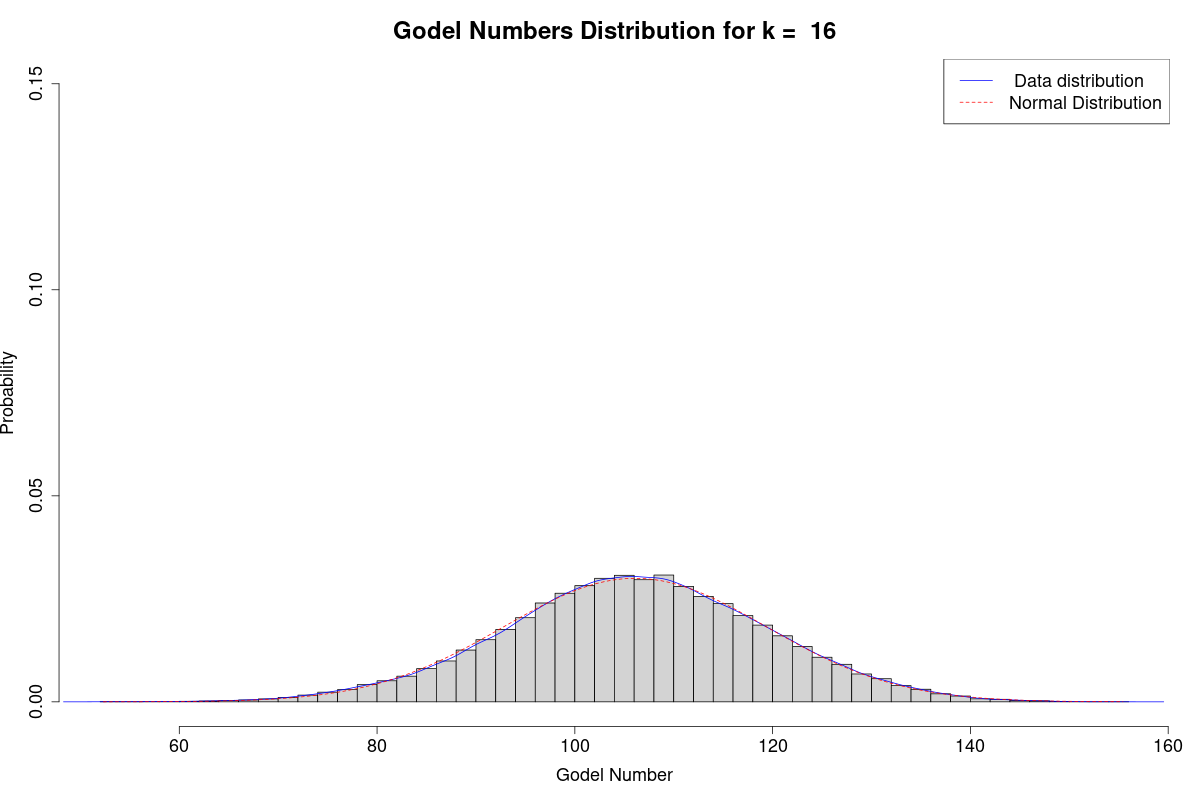 Godel Numbers Distribution for k =  16
Data distribution
Normal Distribution
Probability
0.15
0.10
0.05
0.00
60 80 100 120 140 160
Godel Number